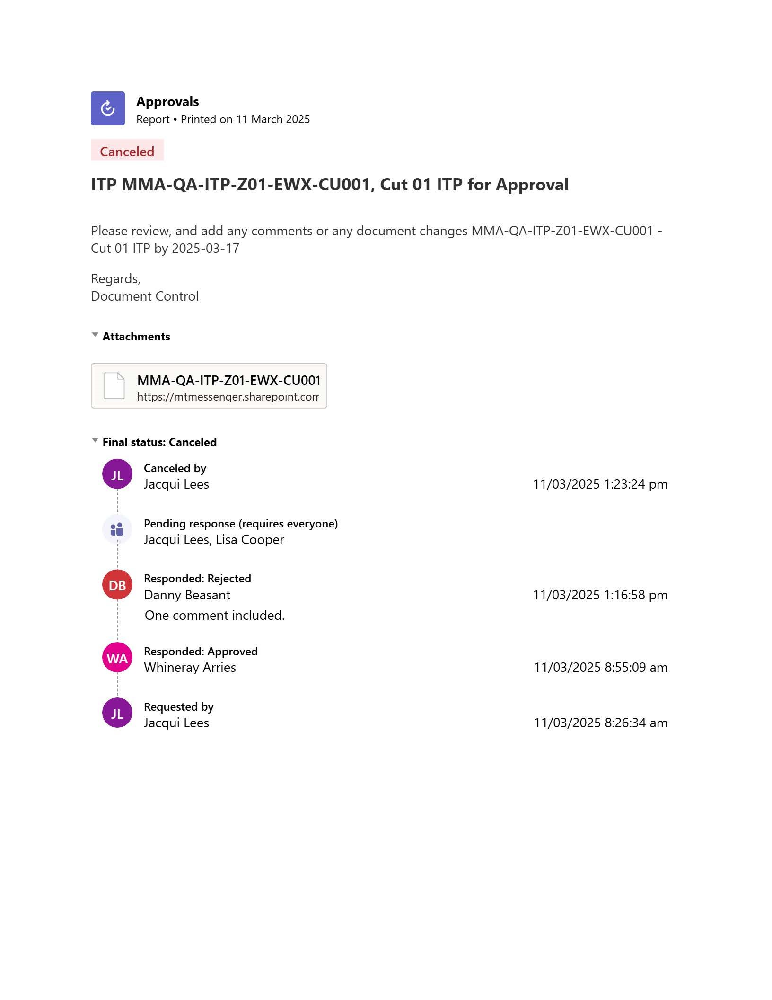 Approvals
Report • Printed on 11 March 2025
Canceled
ITP MMA-QA-ITP-Z01-EWX-CU001, Cut 01 ITP for Approval
Please review, and add any comments or any document changes MMA-QA-ITP-Z01-EWX-CU001 -
Cut 01 ITP by 2025-03-17
Regards,
Document Control
Attachments
MMA-QA-ITP-Z01-EWX-CU001
https://mtmessenger.sharepoint.com
Final status: Canceled
JL
Canceled by
Jacqui Lees
11/03/2025 1:23:24 pm
Pending response (requires everyone)
Jacqui Lees, Lisa Cooper
DB
Responded: Rejected
Danny Beasant
11/03/2025 1:16:58 pm
One comment included.
WA
Responded: Approved
Whineray Arries
11/03/2025 8:55:09 am
JL
Requested by
Jacqui Lees
11/03/2025 8:26:34 am